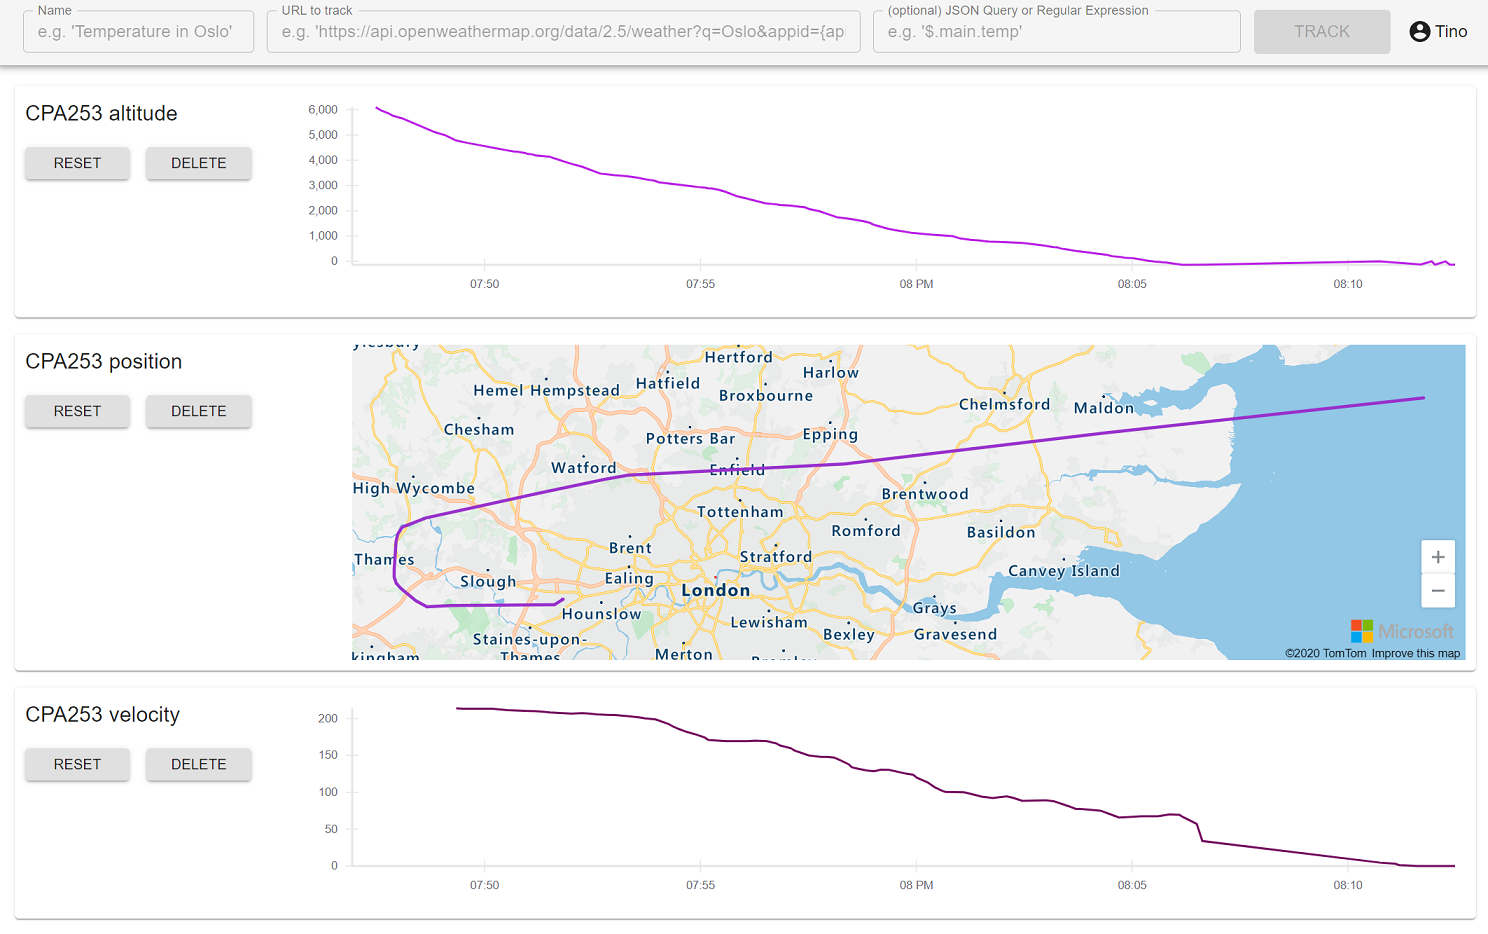 Name
e.g. 'Temperature in Oslo'
URL to track
e.g. 'https://api.openweathermap.org/data/2.5/weather?q=Oslo&appid={ap
(optional) JSON Query or Regular Expression
e.g. '$.main.temp'
TRACK
Tino
CPA253 altitude
RESET
DELETE
6,000
5,000
4,000
3,000
2,000
1,000
0
07:50
07:55
08 PM
08:05
08:10
CPA253 position
RESET
DELETE
Hertford
Harlow
Hemel Hempstead
Hatfield
Broxbourne
Chelmsford
Maldon
Chesham
Potters Bar
Epping
Watford
Enfield
High Wycombe
Brentwood
Tottenham
Romford
Basildon
Brent
Thames
Stratford
Slough
Ealing
London
Canvey Island
Hounslow
Grays
Lewisham
Bexley
Gravesend
Staines-upon-
Thames
Merton
kingham
+
−
Microsoft
©2020 TomTom Improve this map
CPA253 velocity
RESET
DELETE
200
150
100
50
0
07:50
07:55
08 PM
08:05
08:10